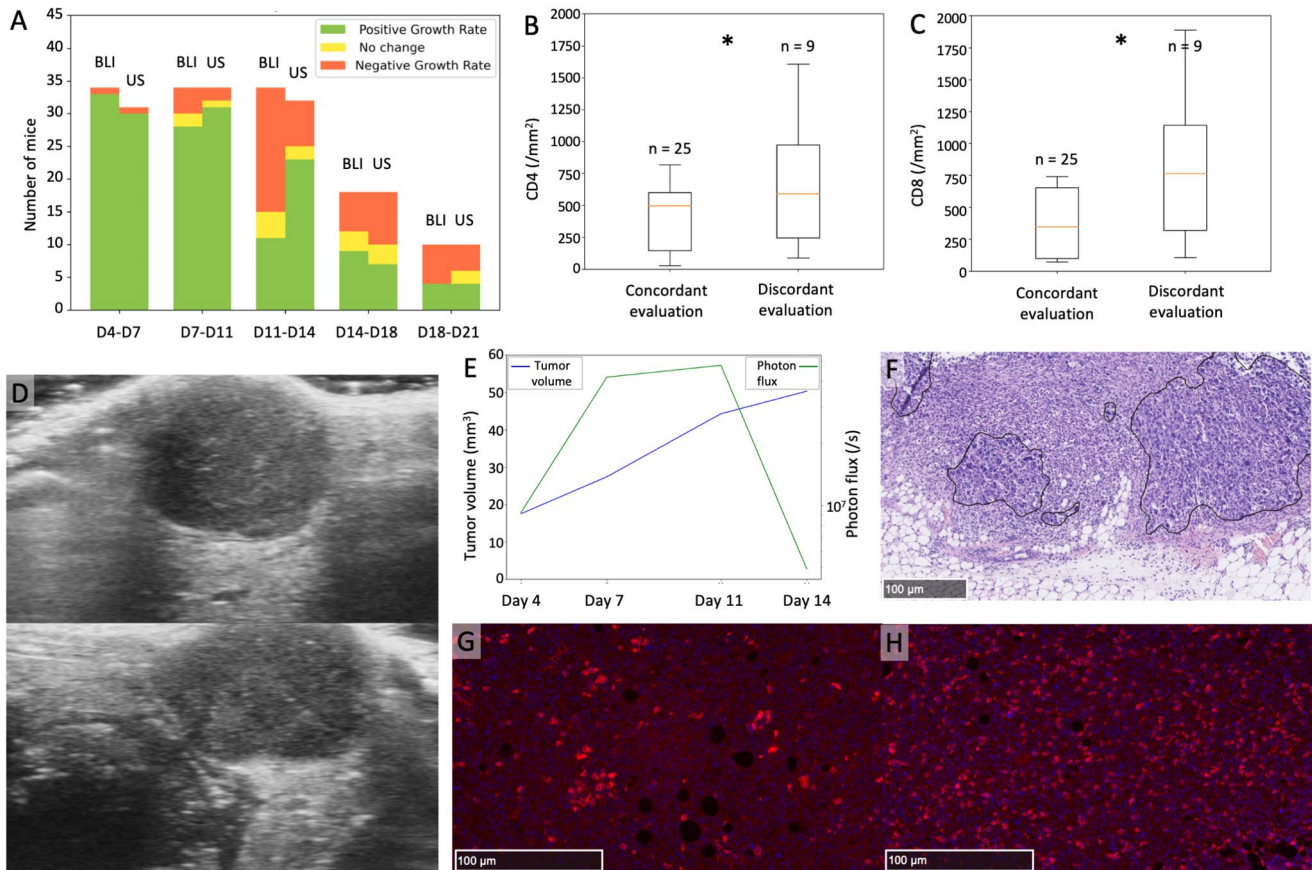 A
45
40
35
30
25
20
15
10
5
0
Number of mice
Positive Growth Rate
No change
Negative Growth Rate
BLI
US
BLI US
BLI
US
BLI US
BLI US
D4-D7
D7-D11
D11-D14
D14-D18
D18-D21
B
2000
1750
1500
1250
1000
750
500
250
0
CD4 (/mm²)
*
n = 25
n = 9
Concordant
evaluation
Discordant
evaluation
C
2000
1750
1500
1250
1000
750
500
250
0
CD8 (/mm²)
*
n = 25
n = 9
Concordant
evaluation
Discordant
evaluation
D
E
60
50
40
30
20
10
0
Tumor volume (mm³)
Tumor
volume
Photon
flux
10⁷
Photon flux (/s)
Day 4
Day 7
Day 11
Day 14
F
100 µm
G
100 µm
H
100 µm